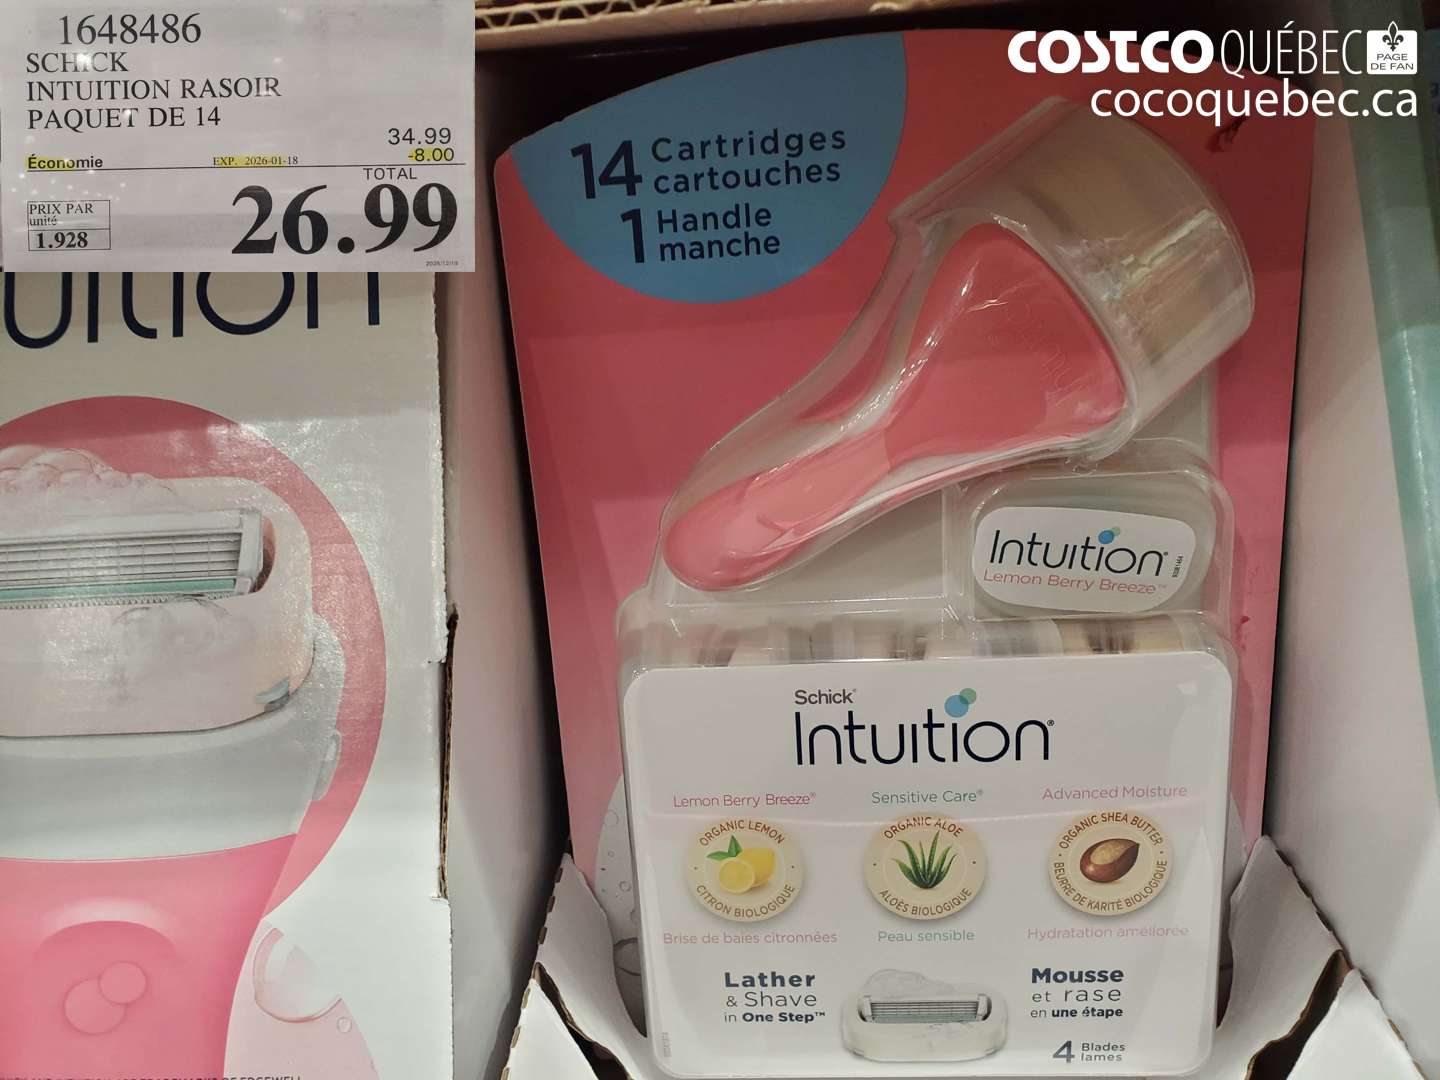 1648486
SCHICK
INTUITION RASOIR
PAQUET DE 14
34.99
Économie EXP. 2026-01-18 -8.00
TOTAL
PRIX PAR
unité
1.928
26.99
COSTCO QUÉBEC PAGE DE FAN
cocoquebec.ca
14 Cartridges
cartouches
1 Handle
manche
uition
Intuition®
Lemon Berry Breeze™
Schick®
Intuition®
Lemon Berry Breeze® Sensitive Care® Advanced Moisture
ORGANIC LEMON
CITRON BIOLOGIQUE
ORGANIC ALOE
ALOÈS BIOLOGIQUE
ORGANIC SHEA BUTTER
BEURRE DE KARITÉ BIOLOGIQUE
Brise de baies citronnées Peau sensible Hydratation améliorée
Lather
& Shave
in One Step™
Mousse
et rase
en une étape
4 Blades
lames